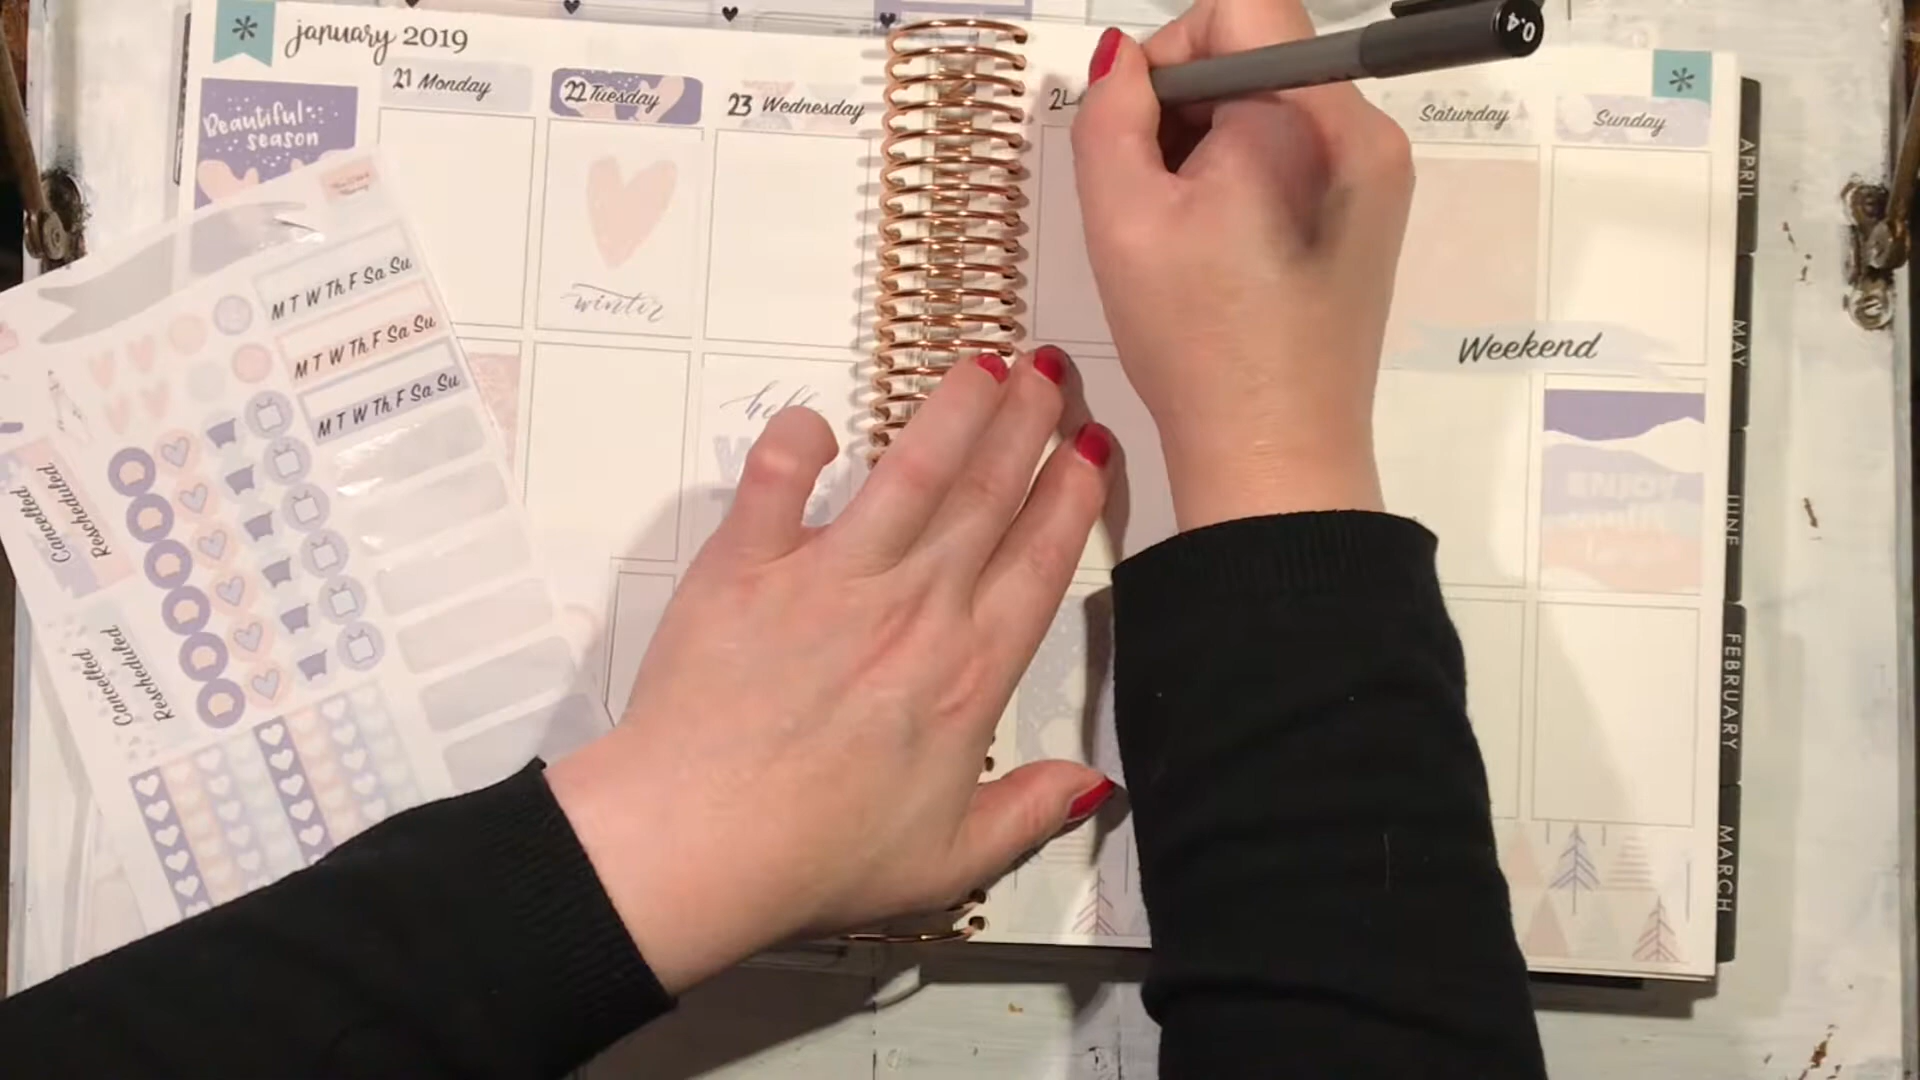 january 2019
21 Monday
22 Tuesday
23 Wednesday
Saturday
Sunday
0.4
Beautiful
season
winter
Weekend
M T W Th F Sa Su
M T W Th F Sa Su
M T W Th F Sa Su
Cancelled
Rescheduled
Cancelled
Rescheduled
APRIL
MAY
JUNE
FEBRUARY
MARCH